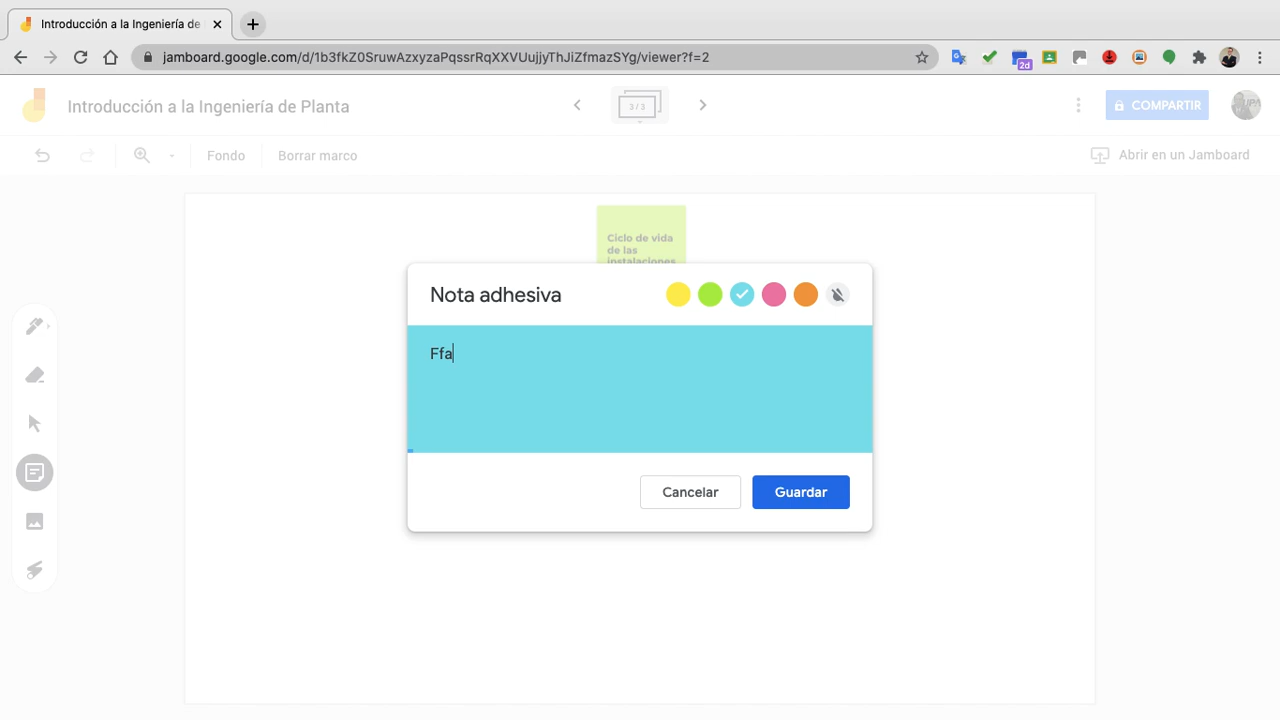 Introducción a la Ingeniería de
jamboard.google.com/d/1b3fkZ0SruwAzxyzaPqssrRqXXVUujjyThJiZfmazSYg/viewer?f=2
2d
Introducción a la Ingeniería de Planta
3 / 3
COMPARTIR
Fondo
Borrar marco
Abrir en un Jamboard
Ciclo de vida
de las
instalaciones
Nota adhesiva
Ffa
Cancelar
Guardar